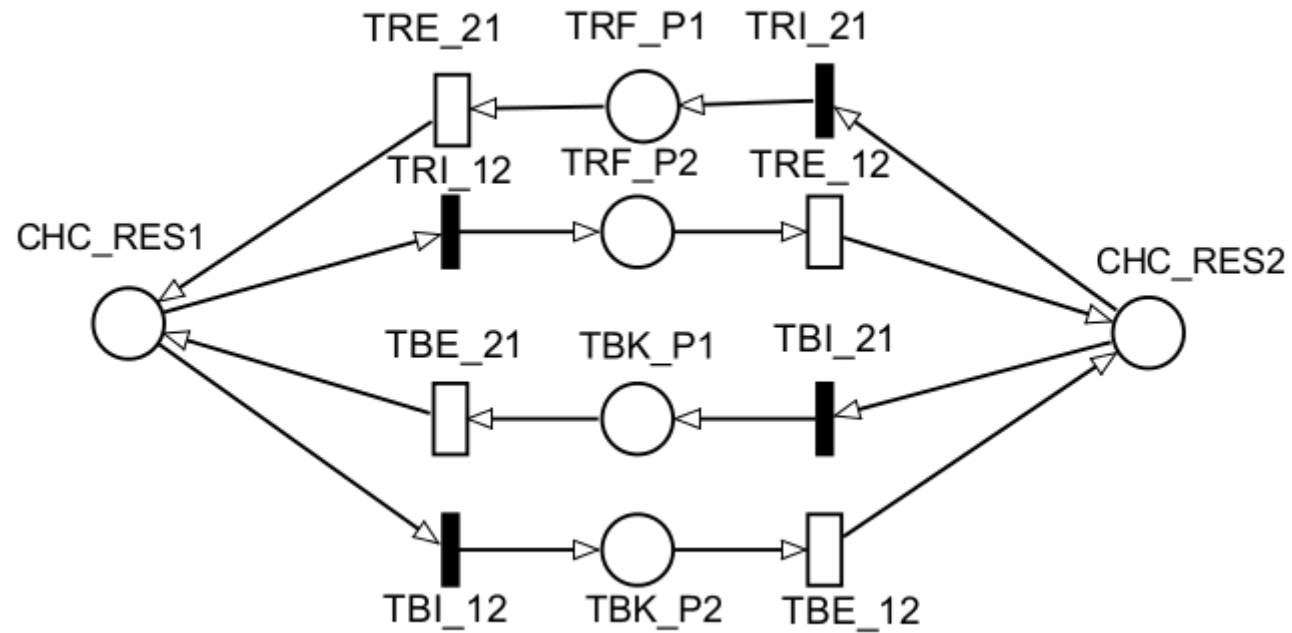 TRE_21
TRF_P1
TRI_21
TRI_12
TRF_P2
TRE_12
CHC_RES1
CHC_RES2
TBE_21
TBK_P1
TBI_21
TBI_12
TBK_P2
TBE_12